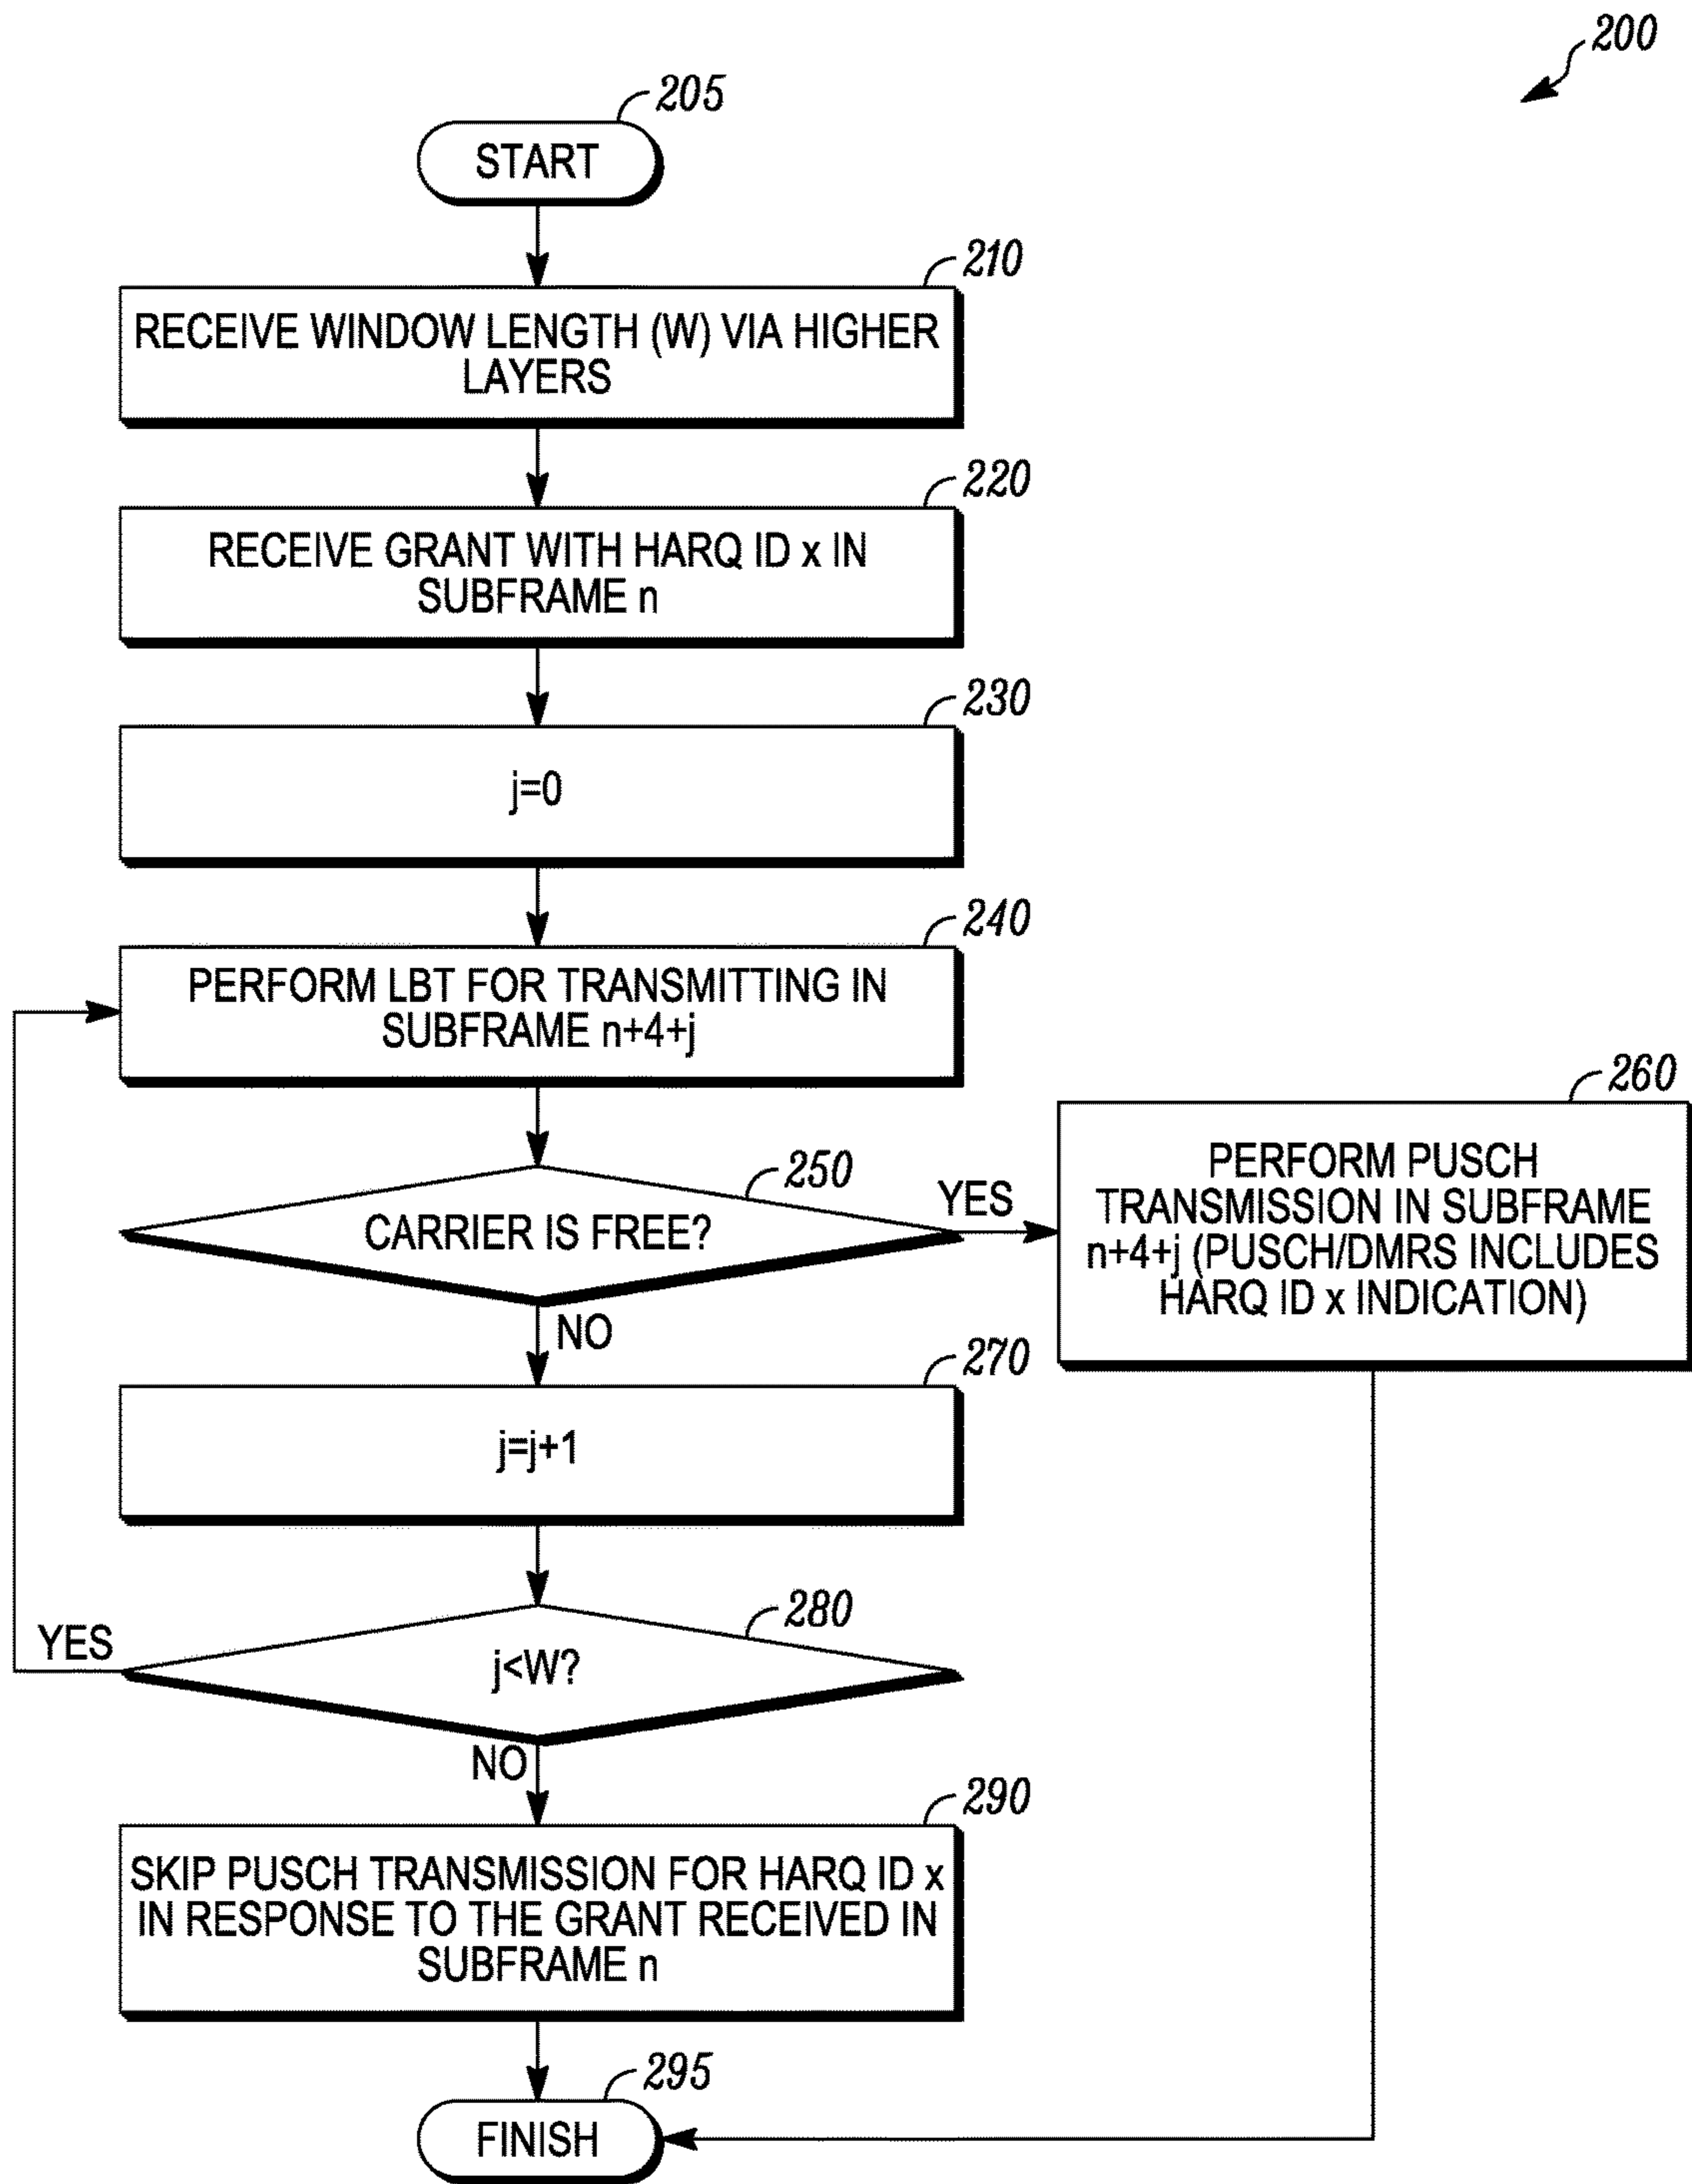 200
205
START
210
RECEIVE WINDOW LENGTH (W) VIA HIGHER
LAYERS
220
RECEIVE GRANT WITH HARQ ID x IN
SUBFRAME n
230
j=0
240
PERFORM LBT FOR TRANSMITTING IN
SUBFRAME n+4+j
250
CARRIER IS FREE?
YES
260
PERFORM PUSCH
TRANSMISSION IN SUBFRAME
n+4+j (PUSCH/DMRS INCLUDES
HARQ ID x INDICATION)
NO
270
j=j+1
280
j<W?
YES
NO
290
SKIP PUSCH TRANSMISSION FOR HARQ ID x
IN RESPONSE TO THE GRANT RECEIVED IN
SUBFRAME n
295
FINISH